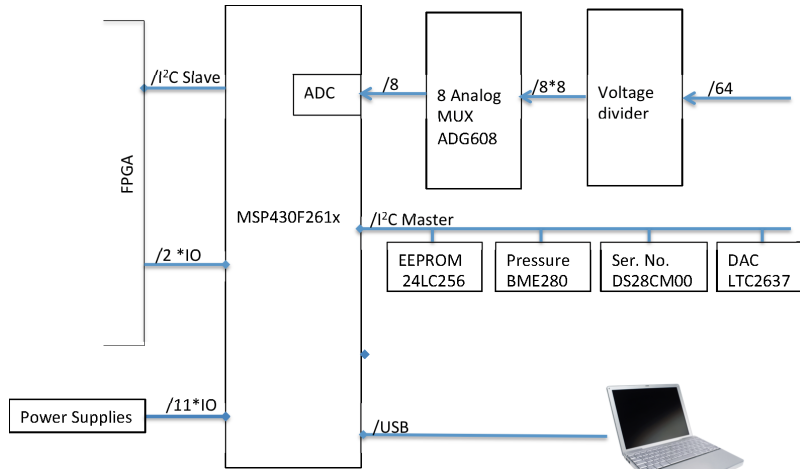 /I²C Slave
ADC
/8
8 Analog
MUX
ADG608
/8*8
Voltage
divider
/64
FPGA
MSP430F261x
/I²C Master
EEPROM
24LC256
Pressure
BME280
Ser. No.
DS28CM00
DAC
LTC2637
/2 *IO
Power Supplies
/11*IO
/USB